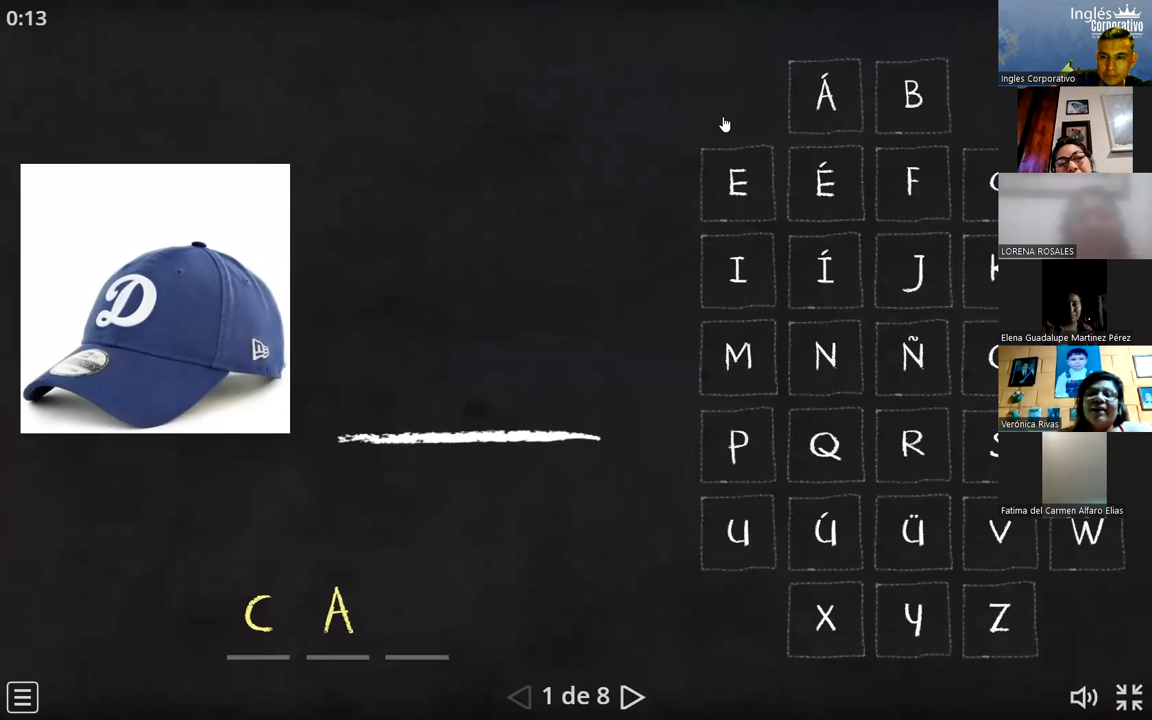 0:13
Inglés
Corporativo
Ingles Corporativo
Á B
E É F
I Í J
LORENA ROSALES
Elena Guadalupe Martinez Pérez
M N Ñ
Verónica Rivas
P Q R
Fatima del Carmen Alfaro Elias
U Ú Ü V W
X Y Z
D
C A
1 de 8